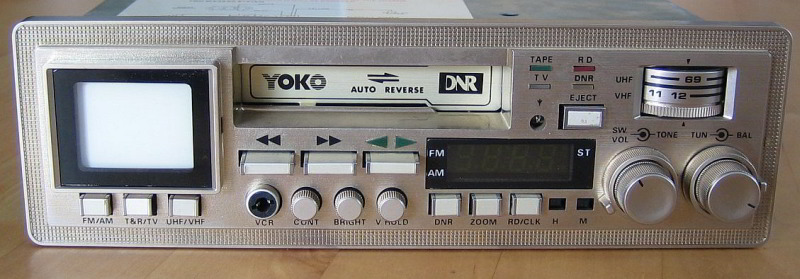 YOKO
AUTO REVERSE
DNR
TAPE RD
TV DNR
EJECT
UHF 69
VHF 11 12
SW. VOL TONE TUN BAL
FM ST
AM
FM/AM T&R/TV UHF/VHF
VCR CONT BRIGHT V HOLD
DNR ZOOM RD/CLK H M